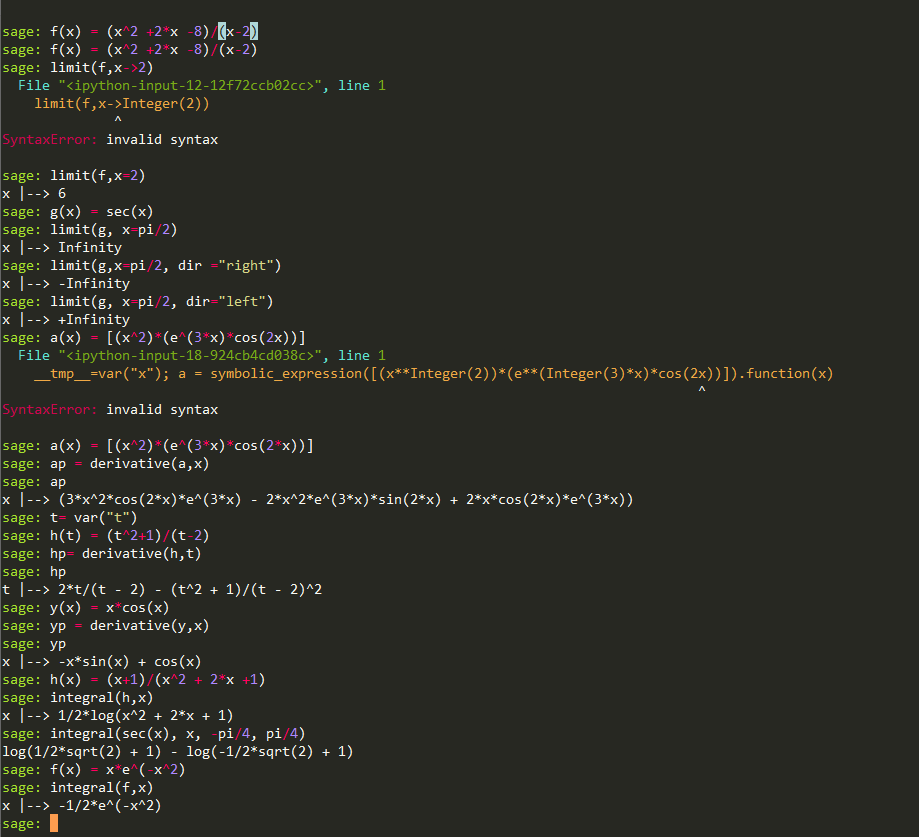 sage: f(x) = (x^2 +2*x -8)/(x-2)
sage: f(x) = (x^2 +2*x -8)/(x-2)
sage: limit(f,x->2)
  File "<ipython-input-12-12f72ccb02cc>", line 1
    limit(f,x->Integer(2))
              ^
SyntaxError: invalid syntax

sage: limit(f,x=2)
x |--> 6
sage: g(x) = sec(x)
sage: limit(g, x=pi/2)
x |--> Infinity
sage: limit(g,x=pi/2, dir ="right")
x |--> -Infinity
sage: limit(g, x=pi/2, dir="left")
x |--> +Infinity
sage: a(x) = [(x^2)*(e^(3*x)*cos(2x))]
  File "<ipython-input-18-924cb4cd038c>", line 1
    __tmp__=var("x"); a = symbolic_expression([(x**Integer(2))*(e**(Integer(3)*x)*cos(2x))]).function(x)
                                                                                       ^
SyntaxError: invalid syntax

sage: a(x) = [(x^2)*(e^(3*x)*cos(2*x))]
sage: ap = derivative(a,x)
sage: ap
x |--> (3*x^2*cos(2*x)*e^(3*x) - 2*x^2*e^(3*x)*sin(2*x) + 2*x*cos(2*x)*e^(3*x))
sage: t= var("t")
sage: h(t) = (t^2+1)/(t-2)
sage: hp= derivative(h,t)
sage: hp
t |--> 2*t/(t - 2) - (t^2 + 1)/(t - 2)^2
sage: y(x) = x*cos(x)
sage: yp = derivative(y,x)
sage: yp
x |--> -x*sin(x) + cos(x)
sage: h(x) = (x+1)/(x^2 + 2*x +1)
sage: integral(h,x)
x |--> 1/2*log(x^2 + 2*x + 1)
sage: integral(sec(x), x, -pi/4, pi/4)
log(1/2*sqrt(2) + 1) - log(-1/2*sqrt(2) + 1)
sage: f(x) = x*e^(-x^2)
sage: integral(f,x)
x |--> -1/2*e^(-x^2)
sage: